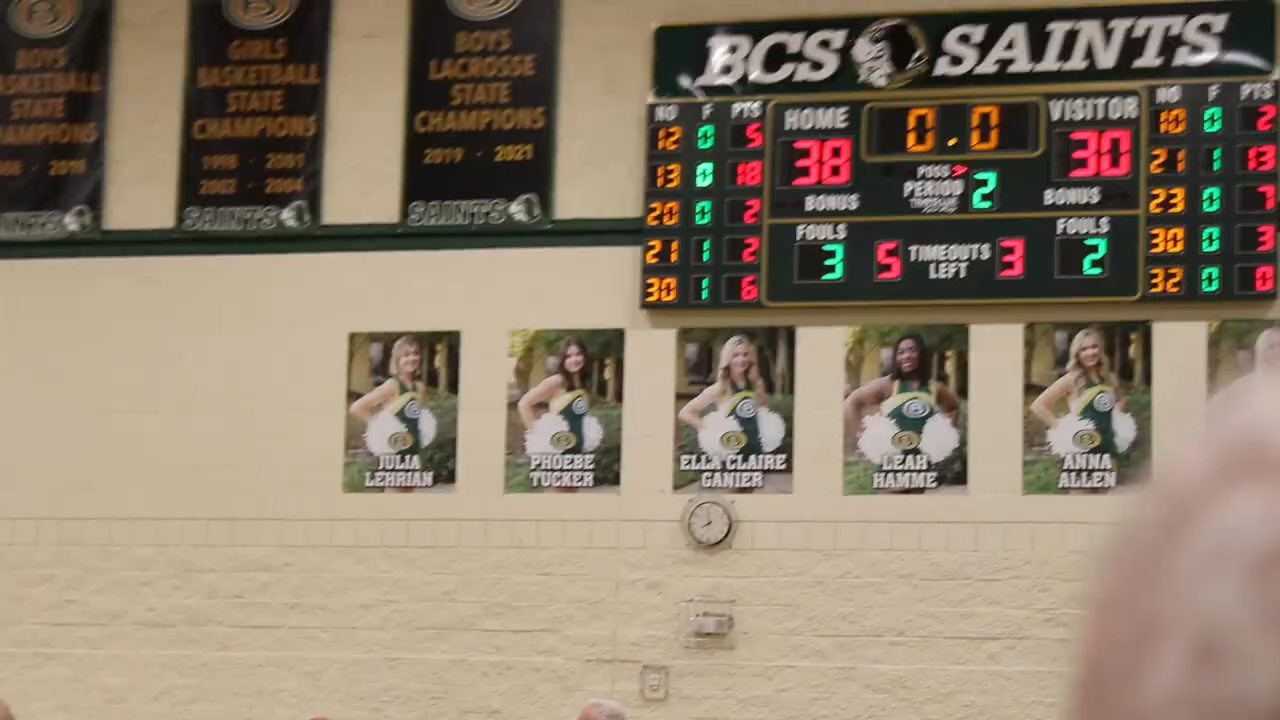 BOYS
BASKETBALL
STATE
CHAMPIONS
SAINTS
GIRLS
BASKETBALL
STATE
CHAMPIONS
1998 · 2001
2002 · 2004
SAINTS
BOYS
LACROSSE
STATE
CHAMPIONS
2019 · 2021
SAINTS
BCS SAINTS
NO F PTS
12 0 5
13 0 18
20 0 2
21 1 2
30 1 6
HOME
38
BONUS
FOULS
3
0.0
POSS
PERIOD 2
5 TIMEOUTS LEFT 3
VISITOR
30
BONUS
FOULS
2
NO F PTS
10 0 2
21 1 13
23 0 7
30 0 3
32 0 0
JULIA
LEHRIAN
PHOEBE
TUCKER
ELLA CLAIRE
GANIER
LEAH
HAMME
ANNA
ALLEN